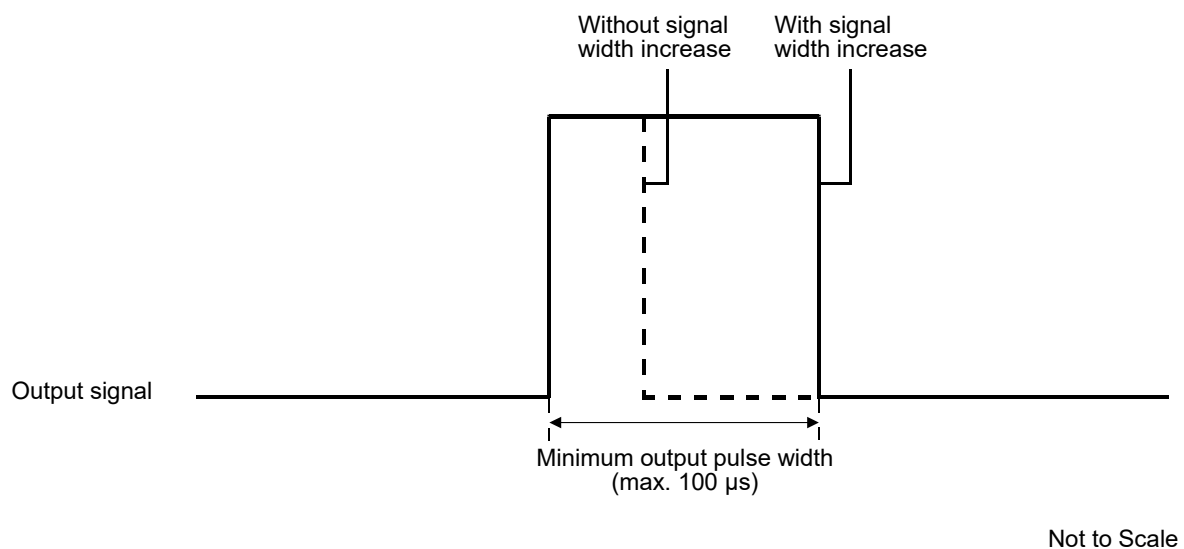 Without signal
width increase
With signal
width increase
Output signal
Minimum output pulse width
(max. 100 µs)
Not to Scale